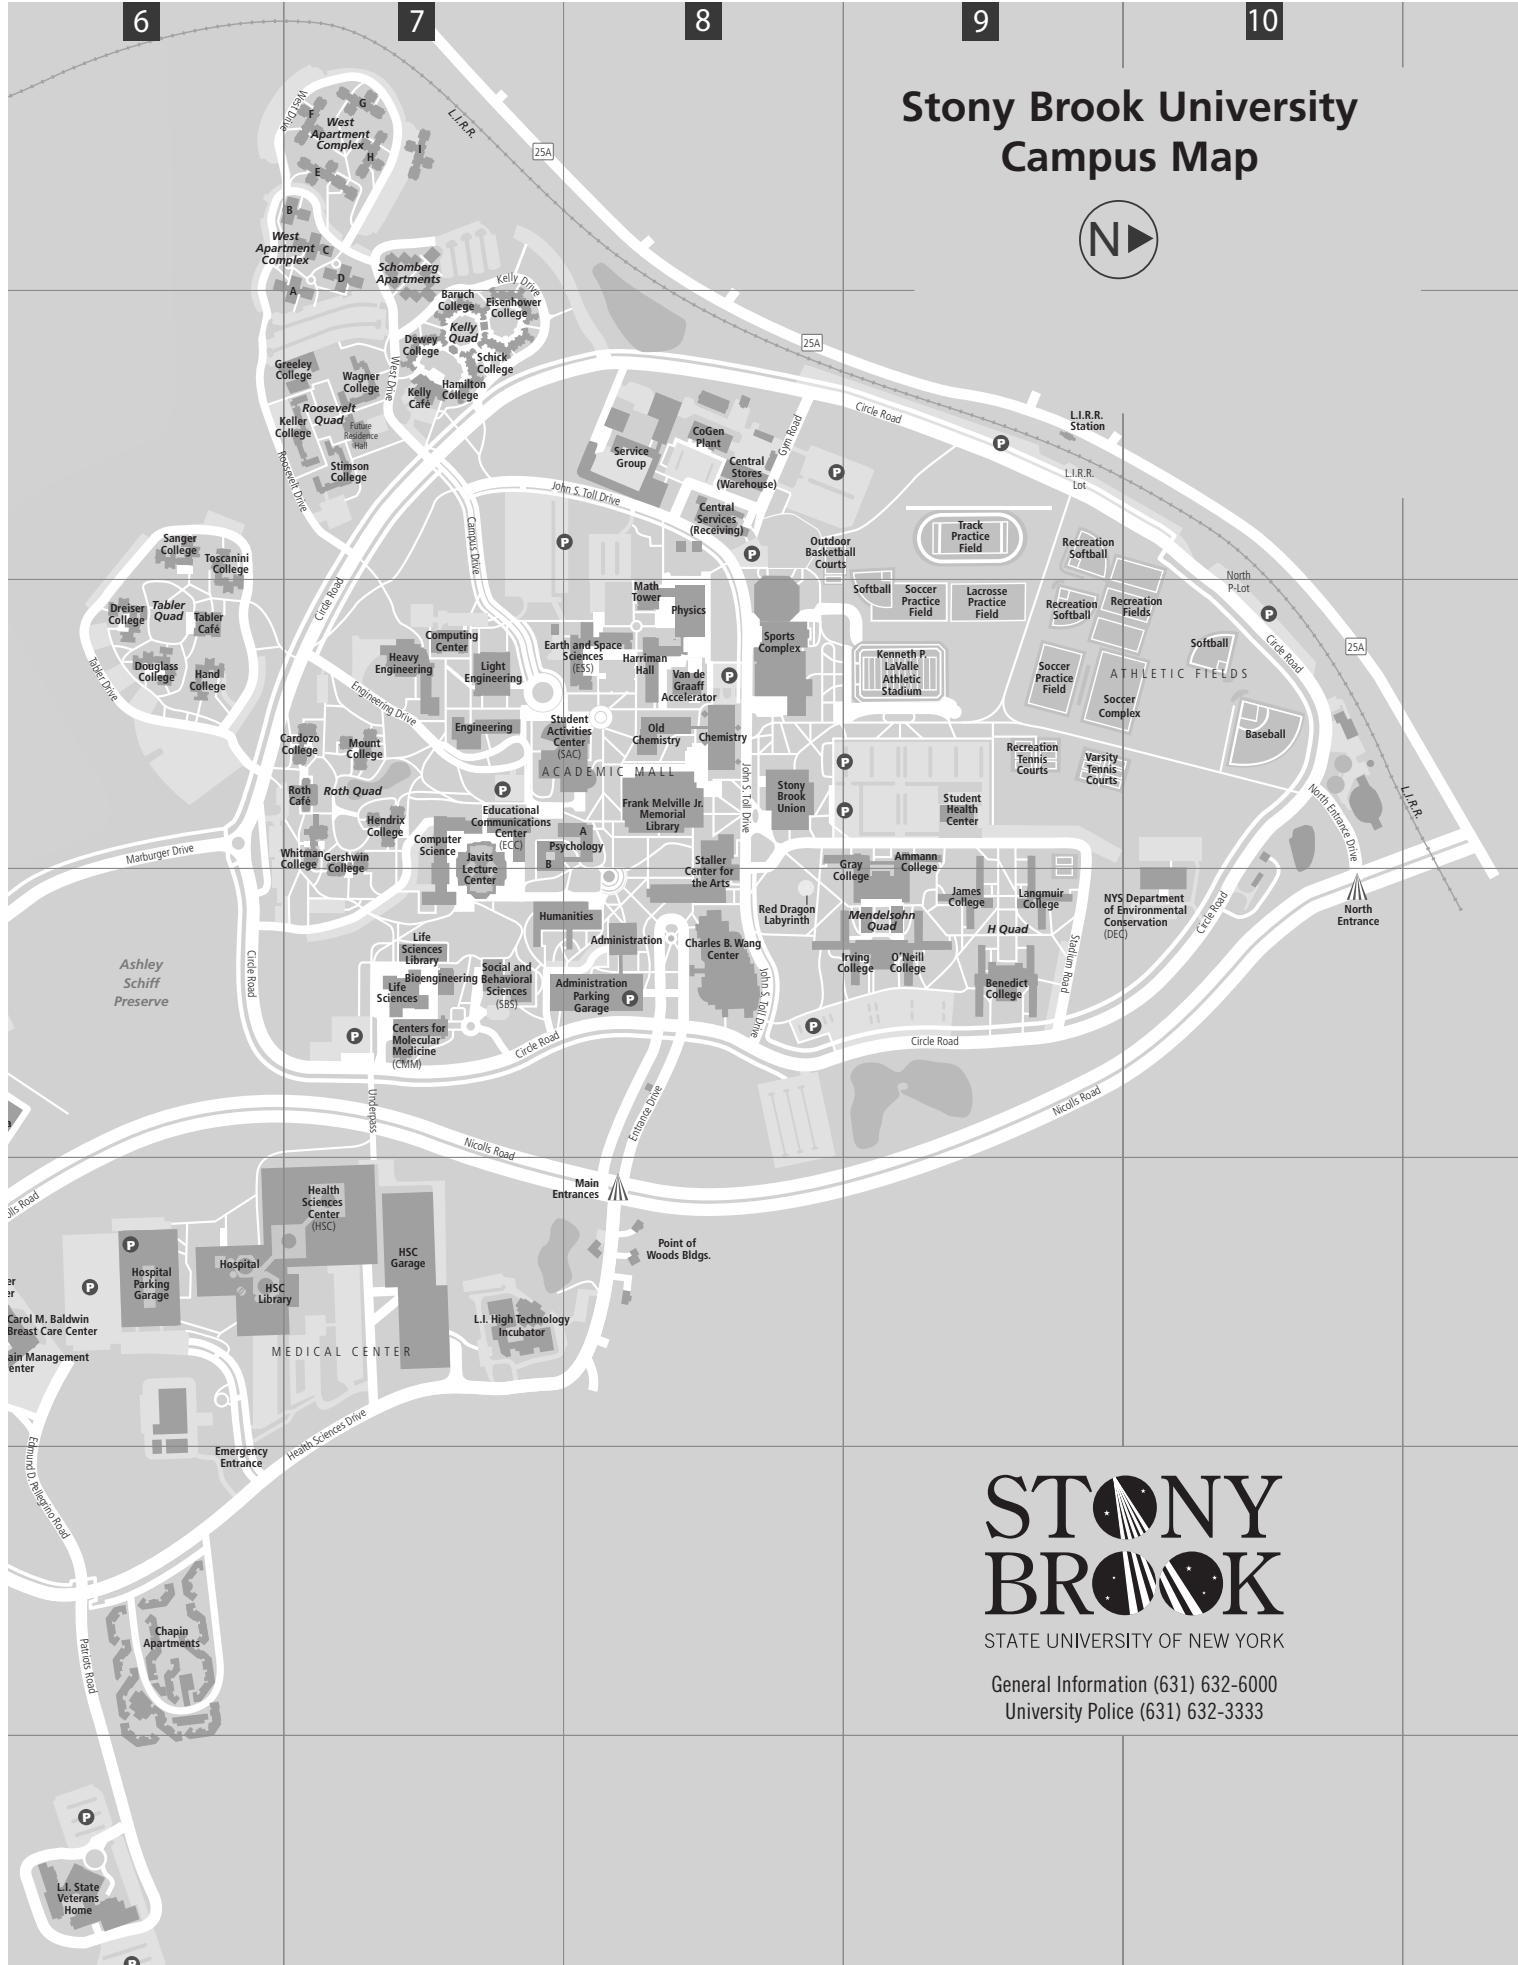 6
7
8
9
10
Stony Brook University
Campus Map
N
L.I.R.R.
25A
West Drive
F
G
West
Apartment
Complex
H
I
E
B
West
Apartment
Complex
C
D
A
Schomberg
Apartments
Kelly Drive
Baruch
College
Eisenhower
College
Kelly
Quad
Dewey
College
Schick
College
Hamilton
College
Kelly
Café
West Drive
Greeley
College
Wagner
College
Roosevelt
Quad
Keller
College
Future
Residence
Hall
Stimson
College
Roosevelt Drive
25A
Circle Road
L.I.R.R.
Station
P
L.I.R.R.
Lot
CoGen
Plant
Gym Road
Service
Group
Central
Stores
(Warehouse)
P
John S. Toll Drive
Central
Services
(Receiving)
Campus Drive
P
P
Outdoor
Basketball
Courts
Track
Practice
Field
Recreation
Softball
Sanger
College
Toscanini
College
Dreiser
College
Tabler
Quad
Tabler
Café
Douglass
College
Hand
College
Tabler Drive
Circle Road
Math
Tower
Physics
Softball
Soccer
Practice
Field
Lacrosse
Practice
Field
Recreation
Softball
Recreation
Fields
North
P-Lot
P
Circle Road
25A
Softball
Computing
Center
Heavy
Engineering
Light
Engineering
Earth and Space
Sciences
(ESS)
Harriman
Hall
Van de
Graaff
Accelerator
P
Sports
Complex
Kenneth P.
LaValle
Athletic
Stadium
Soccer
Practice
Field
ATHLETIC FIELDS
Soccer
Complex
Baseball
Engineering Drive
Engineering
Student
Activities
Center
(SAC)
Old
Chemistry
Chemistry
Cardozo
College
Mount
College
ACADEMIC MALL
John S. Toll Drive
P
Recreation
Tennis
Courts
Varsity
Tennis
Courts
Roth
Café
Roth Quad
P
Stony
Brook
Union
P
Student
Health
Center
North Entrance Drive
L.I.R.R.
Hendrix
College
Educational
Communications
Center
(ECC)
Frank Melville Jr.
Memorial
Library
A
Psychology
B
Computer
Science
Javits
Lecture
Center
Whitman
College
Gershwin
College
Marburger Drive
Staller
Center for
the Arts
Gray
College
Ammann
College
James
College
Langmuir
College
NYS Department
of Environmental
Conservation
(DEC)
Circle Road
North
Entrance
Red Dragon
Labyrinth
Mendelsohn
Quad
H Quad
Humanities
Administration
Charles B. Wang
Center
Irving
College
O'Neill
College
Benedict
College
Stadium Road
Life
Sciences
Library
Bioengineering
Life
Sciences
Social and
Behavioral
Sciences
(SBS)
Administration
Parking
Garage
P
Ashley
Schiff
Preserve
Circle Road
P
Centers for
Molecular
Medicine
(CMM)
Circle Road
John S. Toll Drive
P
Circle Road
Underpass
Entrance Drive
Nicolls Road
Nicolls Road
Main
Entrances
olls Road
Health
Sciences
Center
(HSC)
P
Hospital
Parking
Garage
P
Hospital
HSC
Library
HSC
Garage
Point of
Woods Bldgs.
er
er
Carol M. Baldwin
Breast Care Center
ain Management
enter
L.I. High Technology
Incubator
MEDICAL CENTER
Health Sciences Drive
Emergency
Entrance
Edmund D. Pellegrino Road
Chapin
Apartments
Patriots Road
P
L.I. State
Veterans
Home
P
STONY
BROOK
STATE UNIVERSITY OF NEW YORK
General Information (631) 632-6000
University Police (631) 632-3333